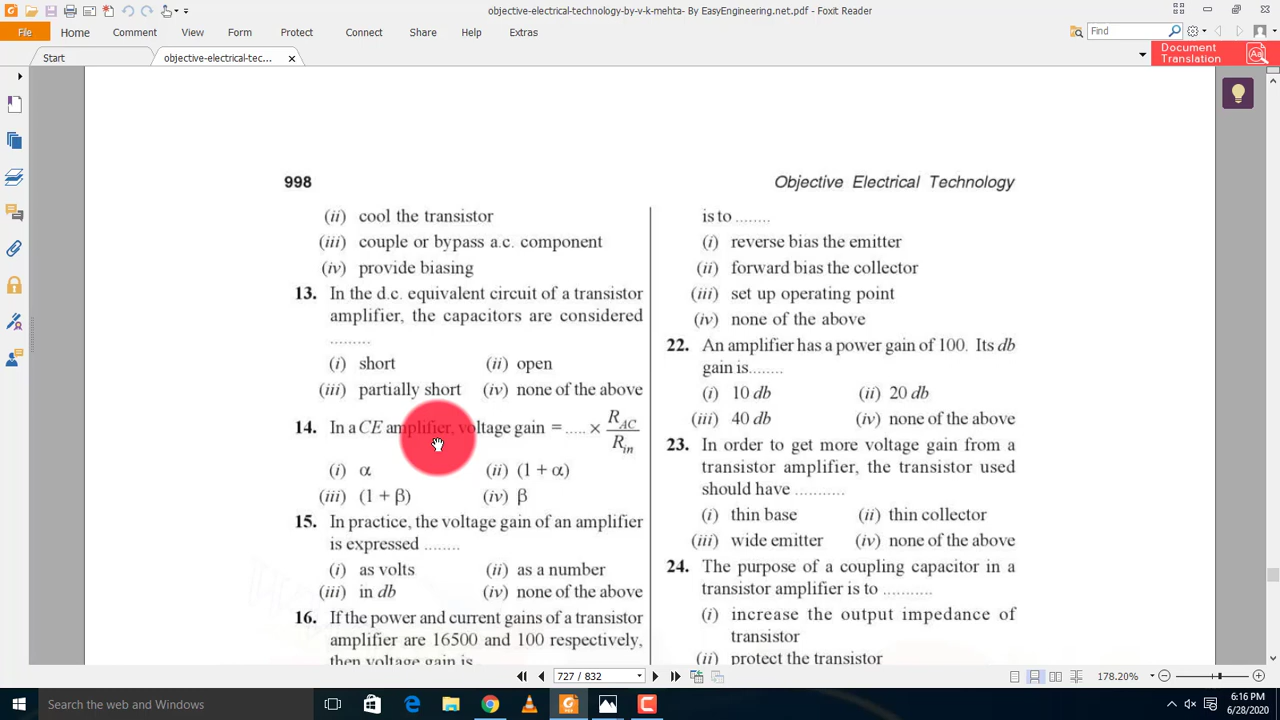 objective-electrical-technology-by-v-k-mehta- By EasyEngineering.net.pdf - Foxit Reader
File Home Comment View Form Protect Connect Share Help Extras
Find
Document
Translation
Start
objective-electrical-tec...
998
Objective Electrical Technology
(ii) cool the transistor
(iii) couple or bypass a.c. component
(iv) provide biasing
13. In the d.c. equivalent circuit of a transistor
amplifier, the capacitors are considered
.........
(i) short (ii) open
(iii) partially short (iv) none of the above
14. In a CE amplifier, voltage gain = ..... × R_AC / R_in
(i) α (ii) (1 + α)
(iii) (1 + β) (iv) β
15. In practice, the voltage gain of an amplifier
is expressed ........
(i) as volts (ii) as a number
(iii) in db (iv) none of the above
16. If the power and current gains of a transistor
amplifier are 16500 and 100 respectively,
then voltage gain is
is to ........
(i) reverse bias the emitter
(ii) forward bias the collector
(iii) set up operating point
(iv) none of the above
22. An amplifier has a power gain of 100. Its db
gain is........
(i) 10 db (ii) 20 db
(iii) 40 db (iv) none of the above
23. In order to get more voltage gain from a
transistor amplifier, the transistor used
should have ...........
(i) thin base (ii) thin collector
(iii) wide emitter (iv) none of the above
24. The purpose of a coupling capacitor in a
transistor amplifier is to ...........
(i) increase the output impedance of
transistor
(ii) protect the transistor
727 / 832
178.20%
Search the web and Windows
6:16 PM
6/28/2020